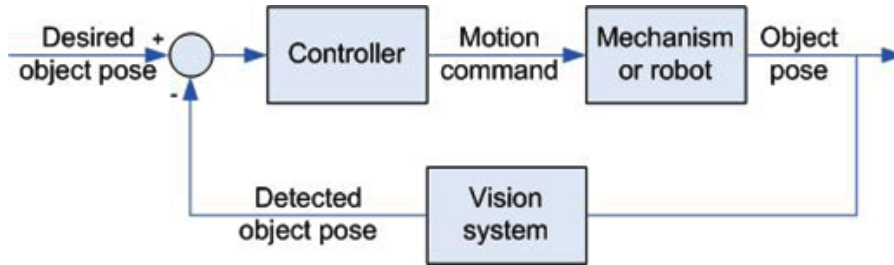 Desired
object pose
+
-
Controller
Motion
command
Mechanism
or robot
Object
pose
Detected
object pose
Vision
system